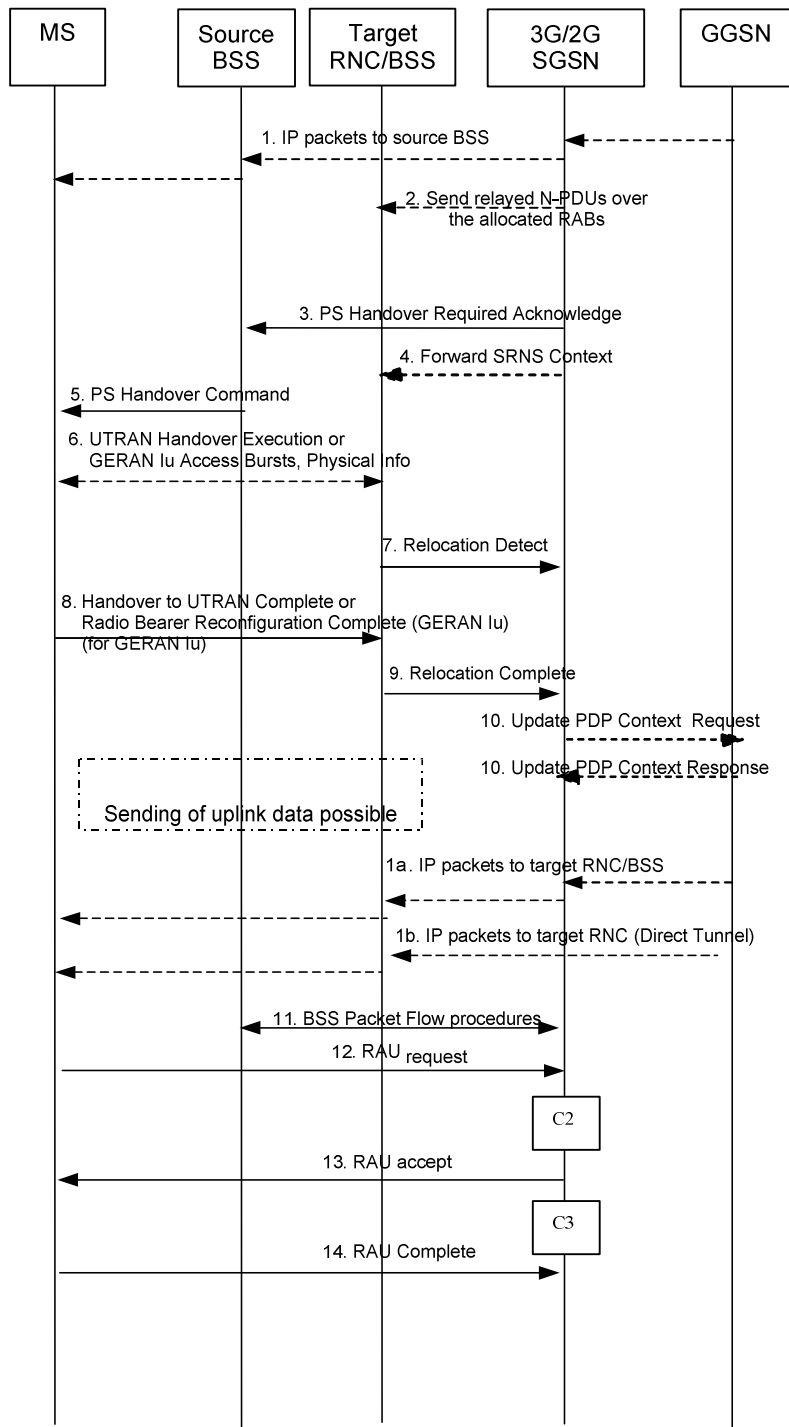 MS
Source
BSS
Target
RNC/BSS
3G/2G
SGSN
GGSN
1. IP packets to source BSS
2. Send relayed N-PDUs over
the allocated RABs
3. PS Handover Required Acknowledge
4. Forward SRNS Context
5. PS Handover Command
6. UTRAN Handover Execution or
GERAN Iu Access Bursts, Physical Info
7. Relocation Detect
8. Handover to UTRAN Complete or
Radio Bearer Reconfiguration Complete (GERAN Iu)
(for GERAN Iu)
9. Relocation Complete
10. Update PDP Context Request
10. Update PDP Context Response
Sending of uplink data possible
1a. IP packets to target RNC/BSS
1b. IP packets to target RNC (Direct Tunnel)
11. BSS Packet Flow procedures
12. RAU request
C2
13. RAU accept
C3
14. RAU Complete